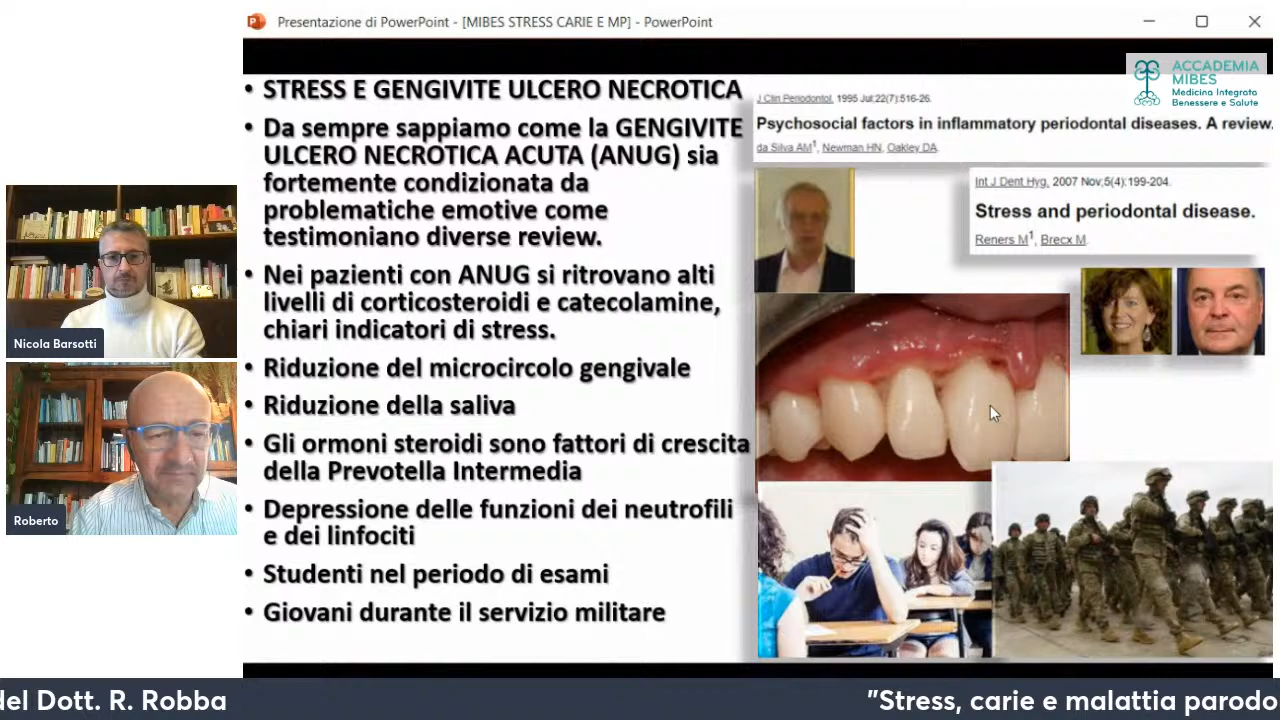 Presentazione di PowerPoint - [MIBES STRESS CARIE E MP] - PowerPoint
ACCADEMIA
MIBES
Medicina Integrata
Benessere e Salute
• STRESS E GENGIVITE ULCERO NECROTICA
• Da sempre sappiamo come la GENGIVITE
ULCERO NECROTICA ACUTA (ANUG) sia
fortemente condizionata da
problematiche emotive come
testimoniano diverse review.
• Nei pazienti con ANUG si ritrovano alti
livelli di corticosteroidi e catecolamine,
chiari indicatori di stress.
• Riduzione del microcircolo gengivale
• Riduzione della saliva
• Gli ormoni steroidi sono fattori di crescita
della Prevotella Intermedia
• Depressione delle funzioni dei neutrofili
e dei linfociti
• Studenti nel periodo di esami
• Giovani durante il servizio militare
J Clin Periodontol. 1995 Jul;22(7):516-26.
Psychosocial factors in inflammatory periodontal diseases. A review.
da Silva AM1, Newman HN, Oakley DA.
Int J Dent Hyg. 2007 Nov;5(4):199-204.
Stress and periodontal disease.
Reners M1, Brecx M.
Nicola Barsotti
Roberto
del Dott. R. Robba
"Stress, carie e malattia parodo